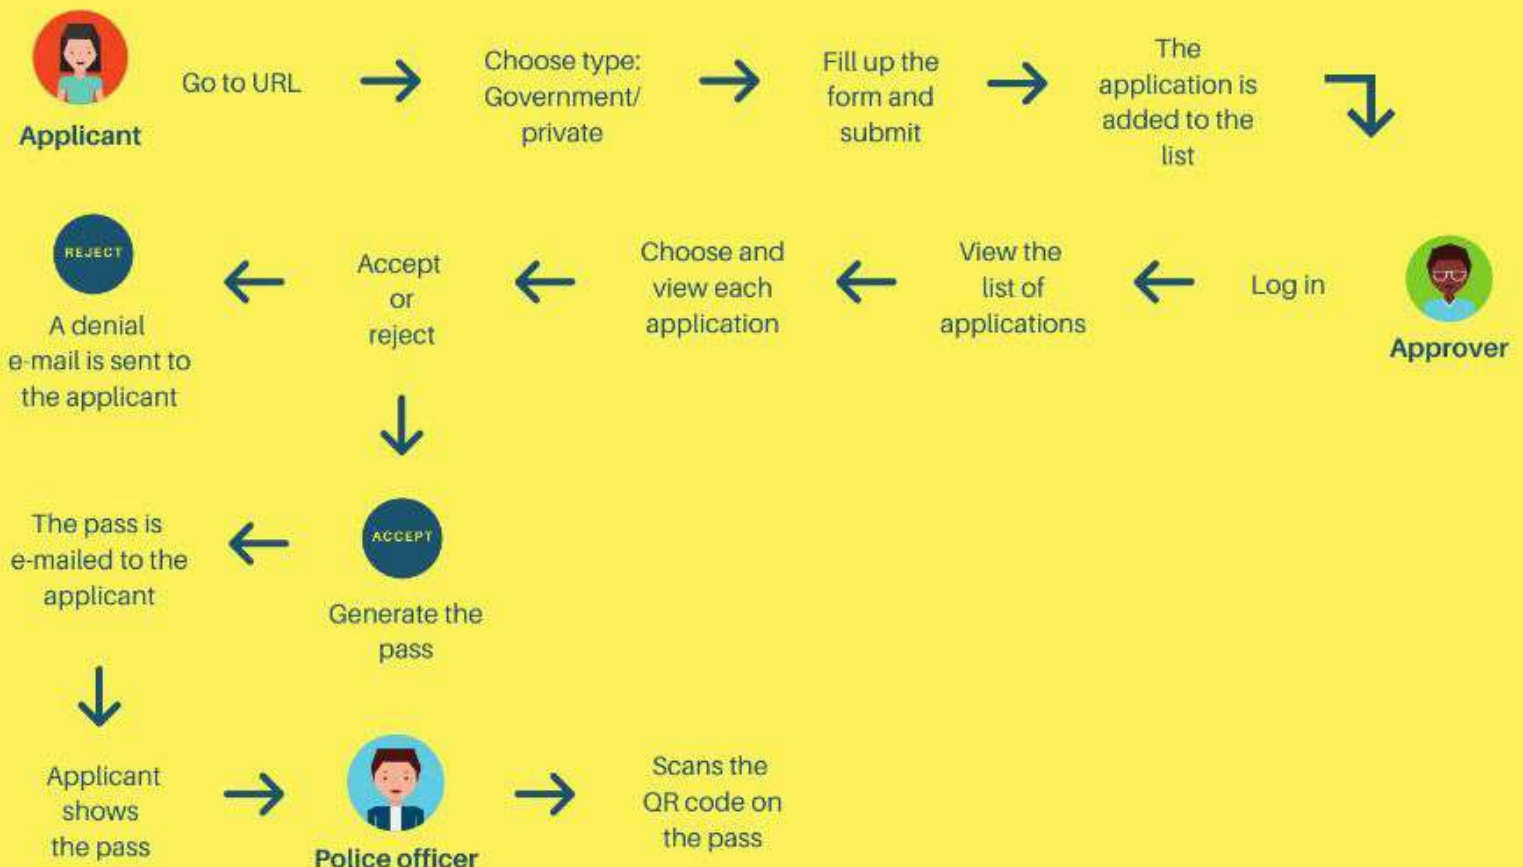 Applicant
Go to URL
Choose type:
Government/
private
Fill up the
form and
submit
The
application is
added to the
list
Approver
Log in
View the
list of
applications
Choose and
view each
application
Accept
or
reject
REJECT
A denial
e-mail is sent to
the applicant
ACCEPT
Generate the
pass
The pass is
e-mailed to the
applicant
Applicant
shows
the pass
Police officer
Scans the
QR code on
the pass